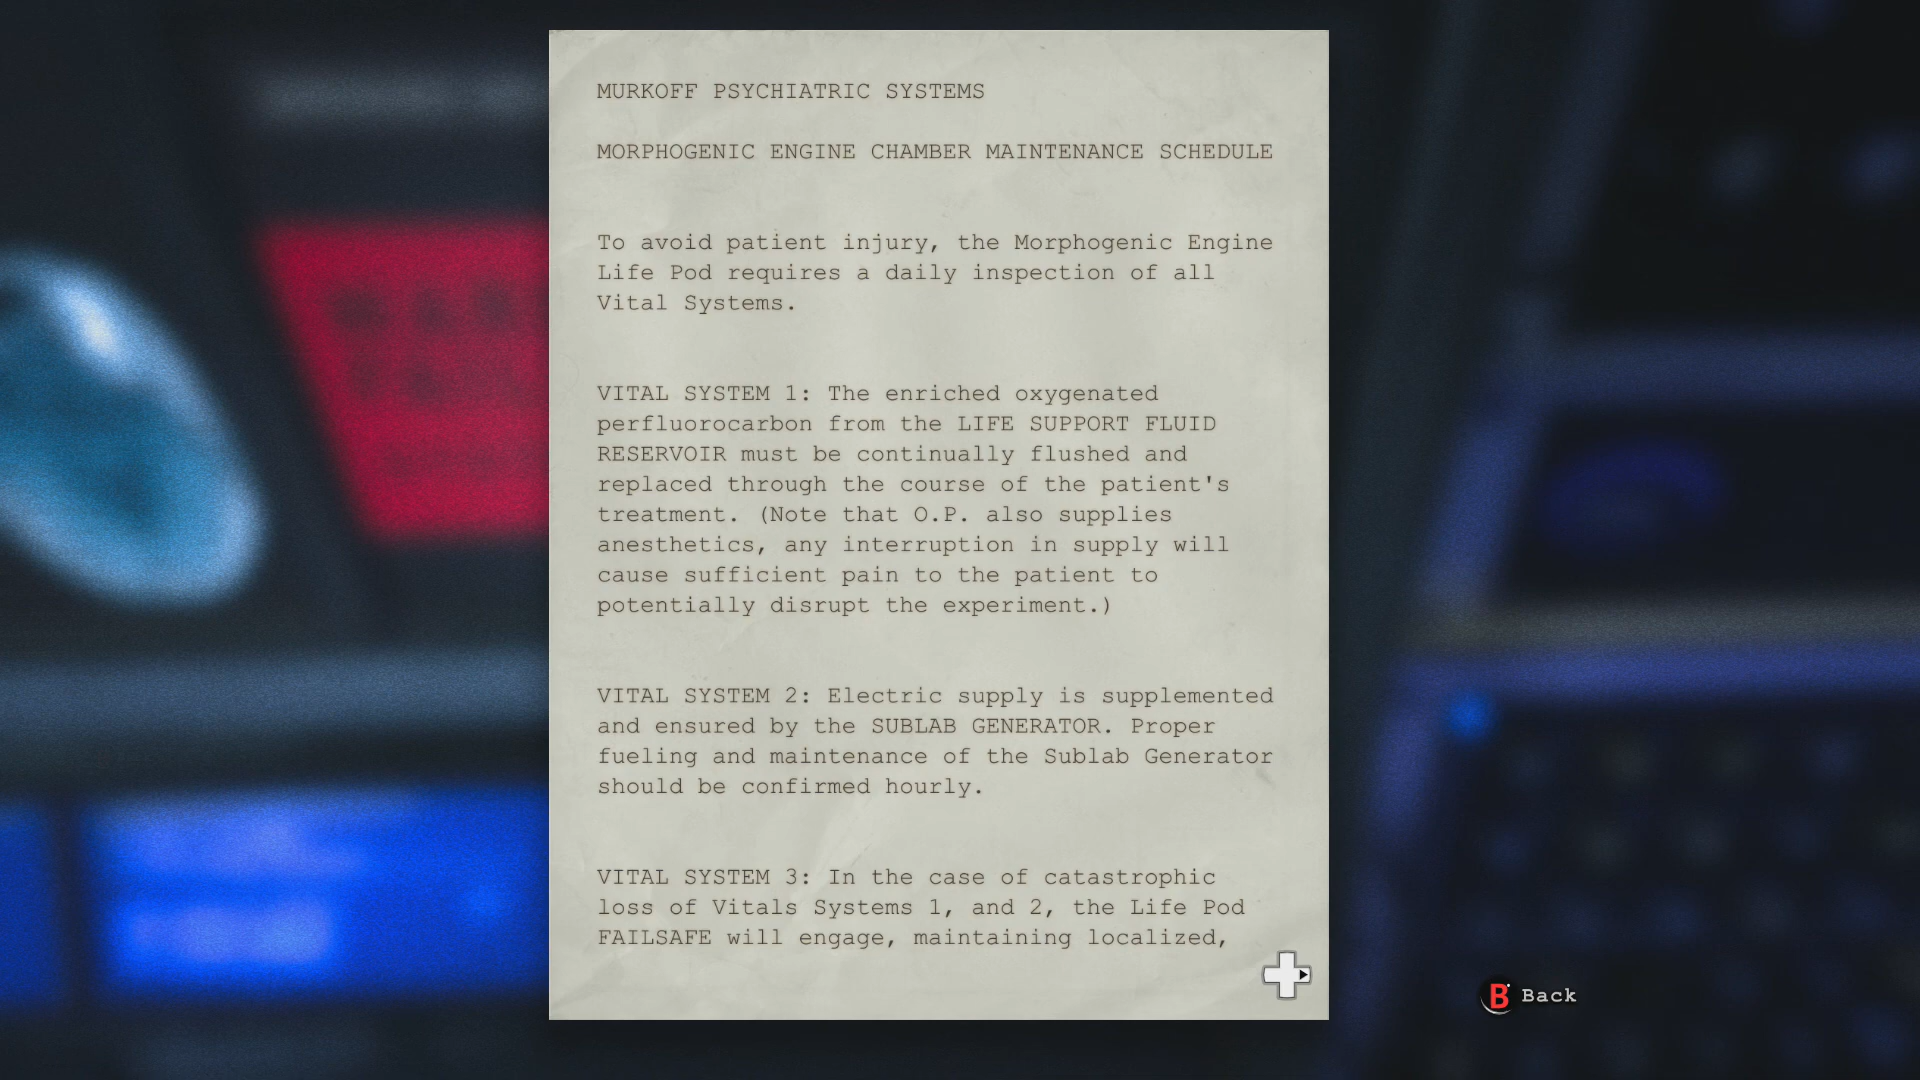 MURKOFF PSYCHIATRIC SYSTEMS
MORPHOGENIC ENGINE CHAMBER MAINTENANCE SCHEDULE
To avoid patient injury, the Morphogenic Engine
Life Pod requires a daily inspection of all
Vital Systems.
VITAL SYSTEM 1: The enriched oxygenated
perfluorocarbon from the LIFE SUPPORT FLUID
RESERVOIR must be continually flushed and
replaced through the course of the patient's
treatment. (Note that O.P. also supplies
anesthetics, any interruption in supply will
cause sufficient pain to the patient to
potentially disrupt the experiment.)
VITAL SYSTEM 2: Electric supply is supplemented
and ensured by the SUBLAB GENERATOR. Proper
fueling and maintenance of the Sublab Generator
should be confirmed hourly.
VITAL SYSTEM 3: In the case of catastrophic
loss of Vitals Systems 1, and 2, the Life Pod
FAILSAFE will engage, maintaining localized,
B Back